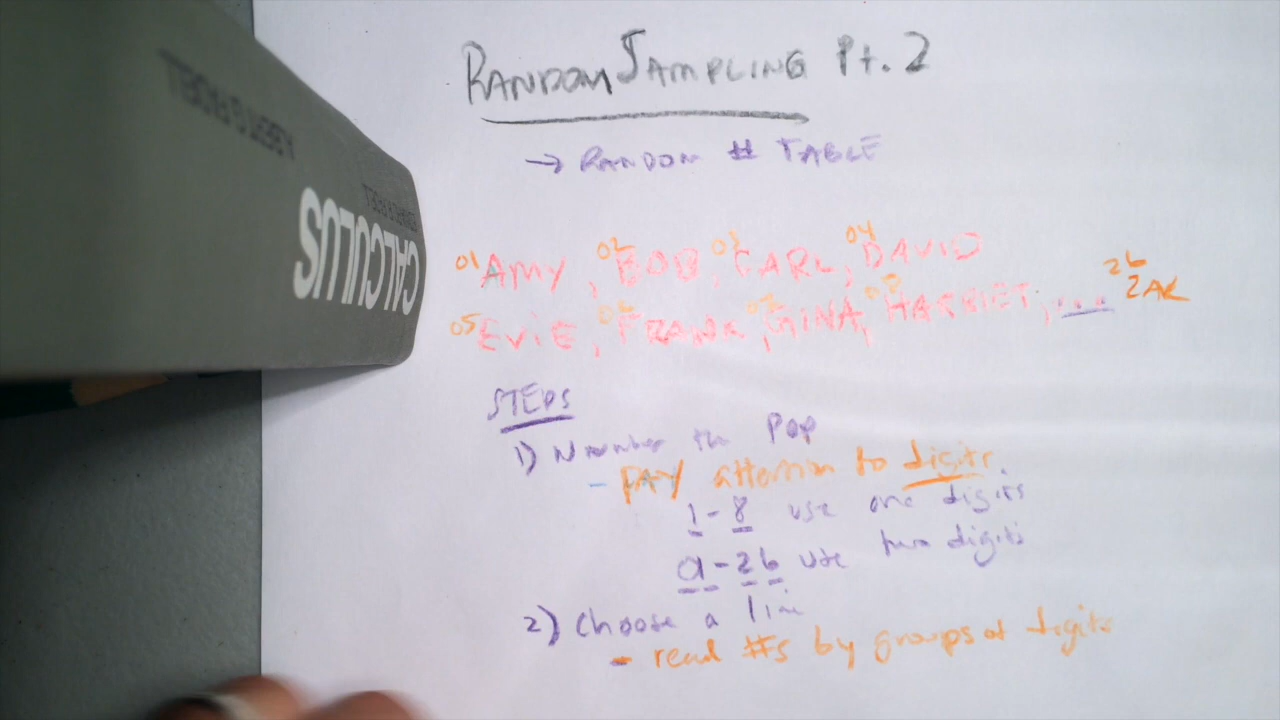 CALCULUS
RANDOM SAMPLING Pt. 2
→ RANDOM # TABLE
01 AMY, 02 BOB, 03 CARL, 04 DAVID
05 EVIE, 06 FRANK, 07 GINA, 08 HARRIET, ... 26 ZAK
STEPS
1) Number the POP
- PAY attention to digits.
1-8 use one digits
01-26 use two digits
2) Choose a line
- read #s by groups of digits